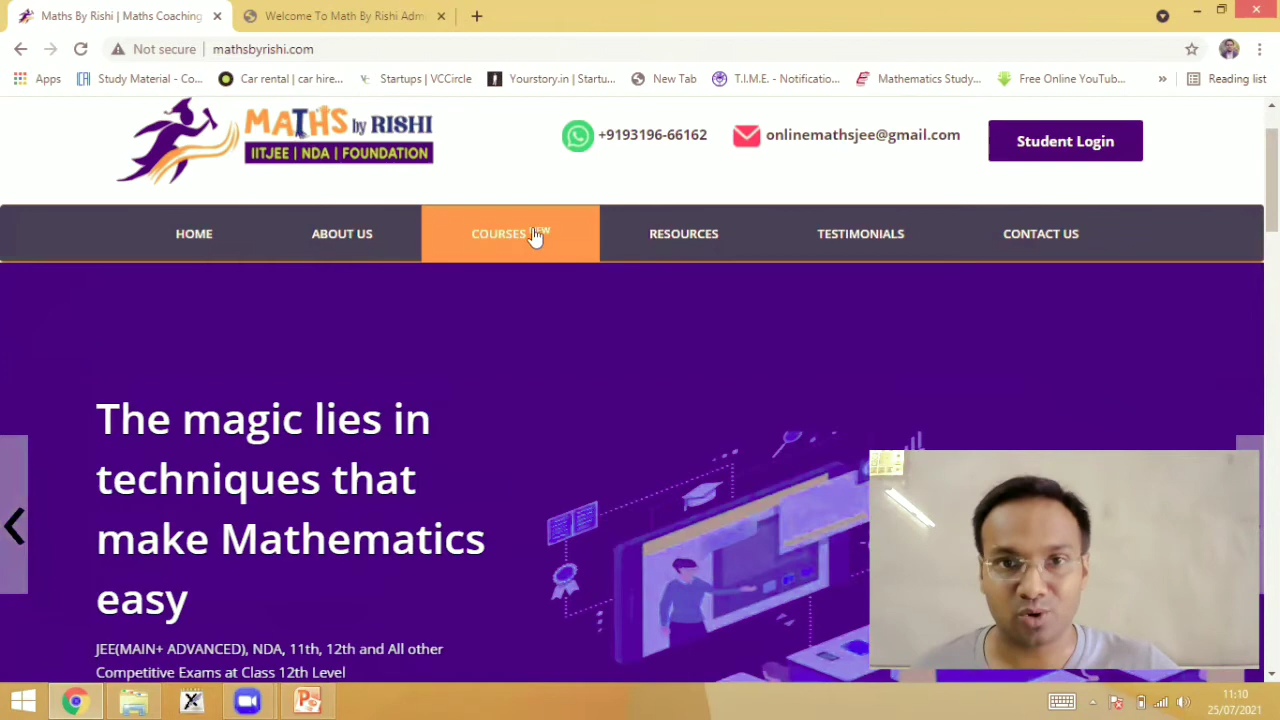 Maths By Rishi | Maths Coaching
Welcome To Math By Rishi Adm
Not secure mathsbyrishi.com
Apps Study Material - Co... Car rental | car hire... Startups | VCCircle Yourstory.in | Startu... New Tab T.I.M.E. - Notificatio... Mathematics Study... Free Online YouTub... » Reading list
MATHS by RISHI
IITJEE | NDA | FOUNDATION
+9193196-66162
onlinemathsjee@gmail.com
Student Login
HOME ABOUT US COURSES RESOURCES TESTIMONIALS CONTACT US
The magic lies in
techniques that
make Mathematics
easy
JEE(MAIN+ ADVANCED), NDA, 11th, 12th and All other
Competitive Exams at Class 12th Level
11:10
25/07/2021